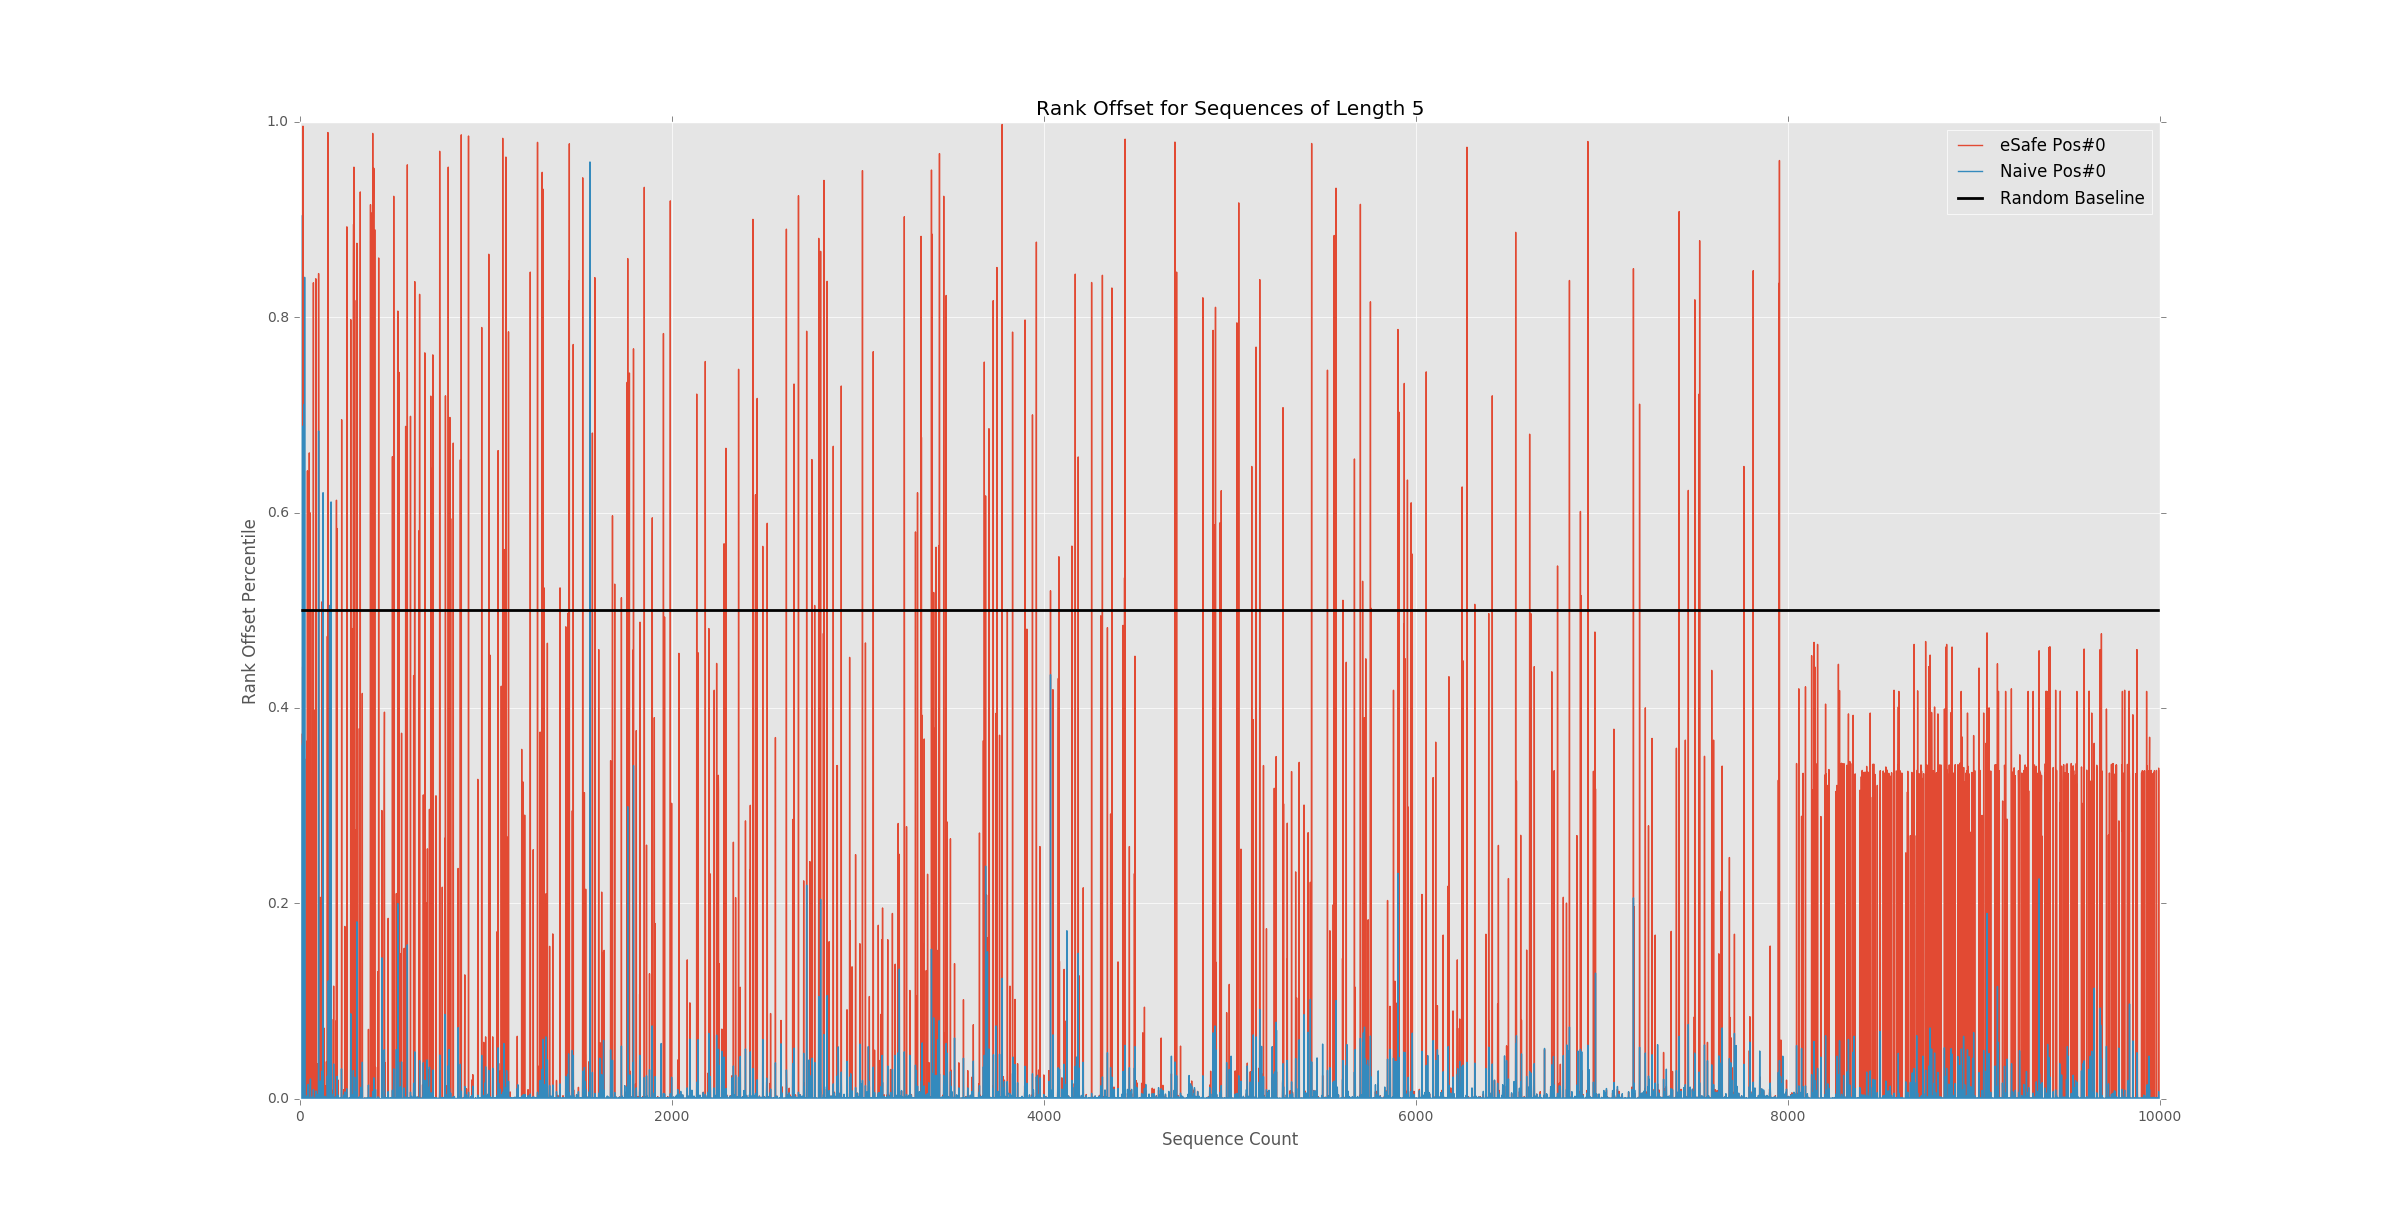 Rank Offset for Sequences of Length 5
1.0
0.8
0.6
0.4
0.2
0.0
Rank Offset Percentile
eSafe Pos#0
Naive Pos#0
Random Baseline
0
2000
4000
6000
8000
10000
Sequence Count